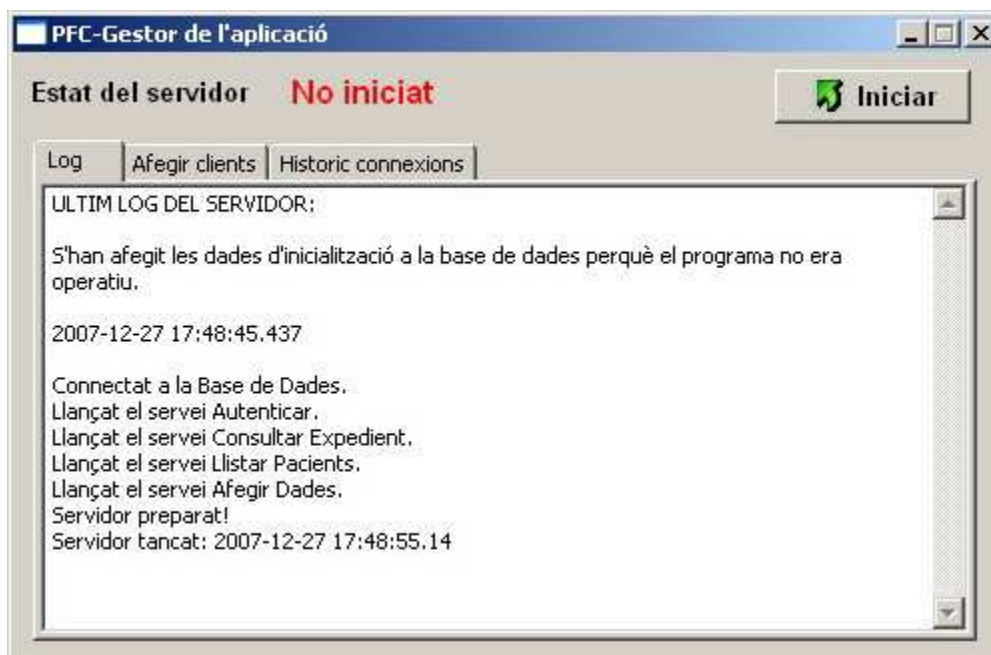 PFC-Gestor de l'aplicació
Estat del servidor No iniciat
Iniciar
Log Afegir clients Historic connexions
ULTIM LOG DEL SERVIDOR:
S'han afegit les dades d'inicialització a la base de dades perquè el programa no era
operatiu.
2007-12-27 17:48:45.437
Connectat a la Base de Dades.
Llançat el servei Autenticar.
Llançat el servei Consultar Expedient.
Llançat el servei Llistar Pacients.
Llançat el servei Afegir Dades.
Servidor preparat!
Servidor tancat: 2007-12-27 17:48:55.14